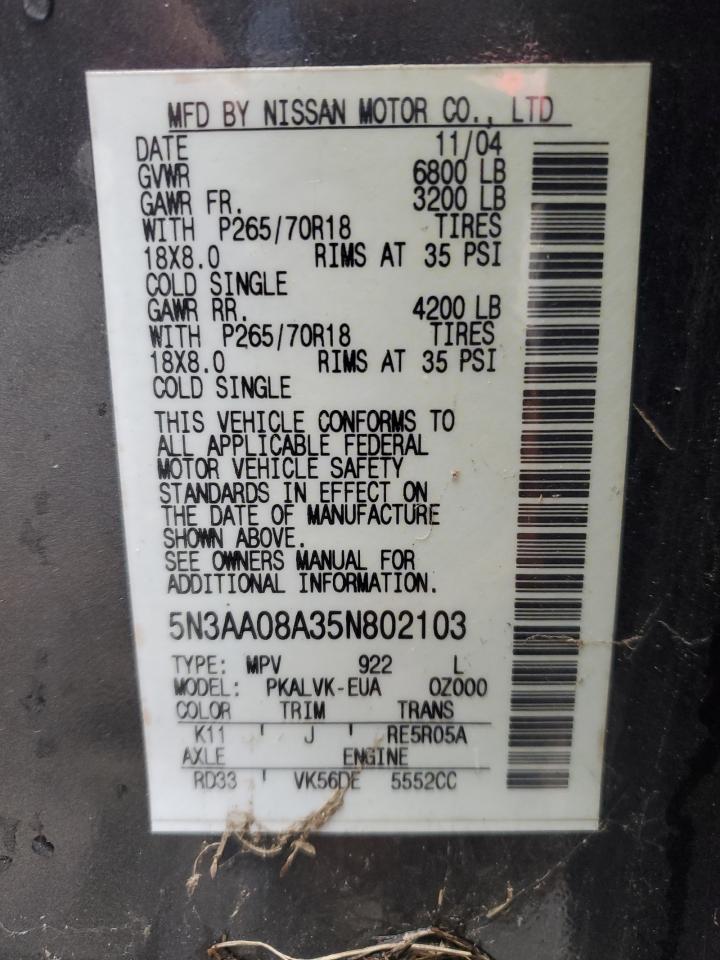 MFD BY NISSAN MOTOR CO., LTD
DATE 11/04
GVWR 6800 LB
GAWR FR. 3200 LB
WITH P265/70R18 TIRES
18X8.0 RIMS AT 35 PSI
COLD SINGLE
GAWR RR. 4200 LB
WITH P265/70R18 TIRES
18X8.0 RIMS AT 35 PSI
COLD SINGLE
THIS VEHICLE CONFORMS TO
ALL APPLICABLE FEDERAL
MOTOR VEHICLE SAFETY
STANDARDS IN EFFECT ON
THE DATE OF MANUFACTURE
SHOWN ABOVE.
SEE OWNERS MANUAL FOR
ADDITIONAL INFORMATION.
5N3AA08A35N802103
TYPE: MPV 922 L
MODEL: PKALVK-EUA 0Z000
COLOR TRIM TRANS
K11 ' J ' RE5R05A
AXLE ENGINE
RD33 ' VK56DE 5552CC